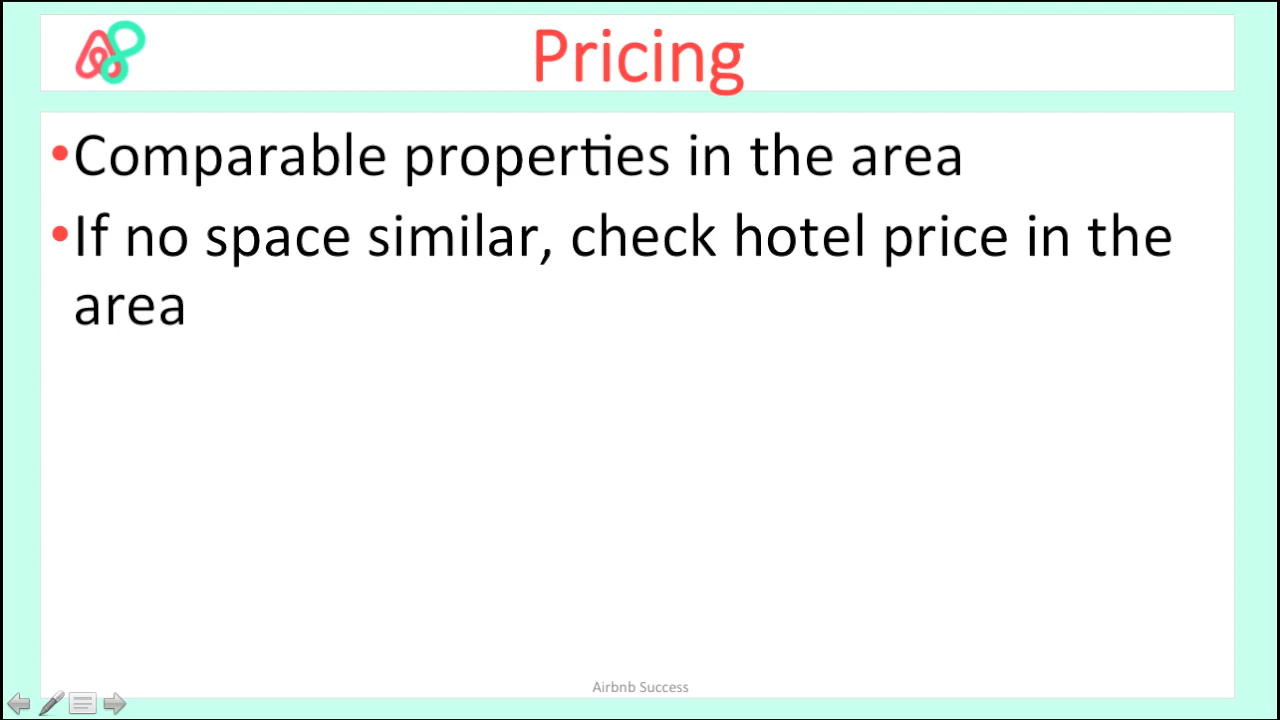 Pricing
•Comparable properties in the area
•If no space similar, check hotel price in the
area
Airbnb Success